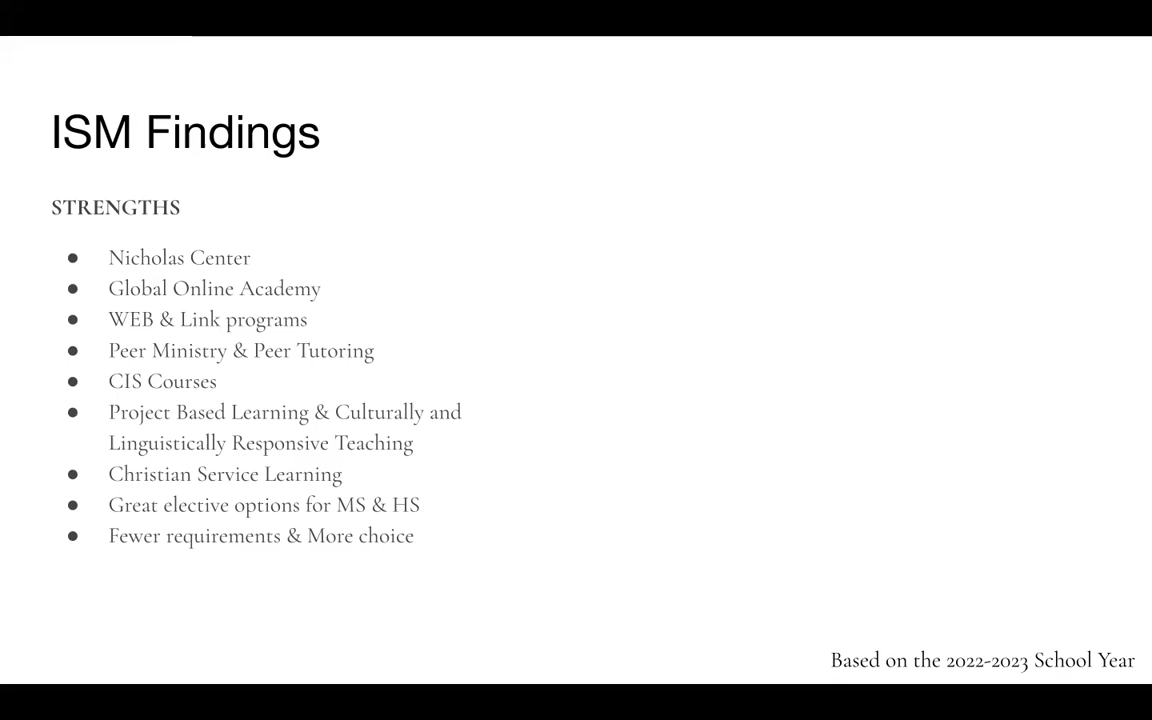 ISM Findings
STRENGTHS
● Nicholas Center
● Global Online Academy
● WEB & Link programs
● Peer Ministry & Peer Tutoring
● CIS Courses
● Project Based Learning & Culturally and
Linguistically Responsive Teaching
● Christian Service Learning
● Great elective options for MS & HS
● Fewer requirements & More choice
Based on the 2022-2023 School Year